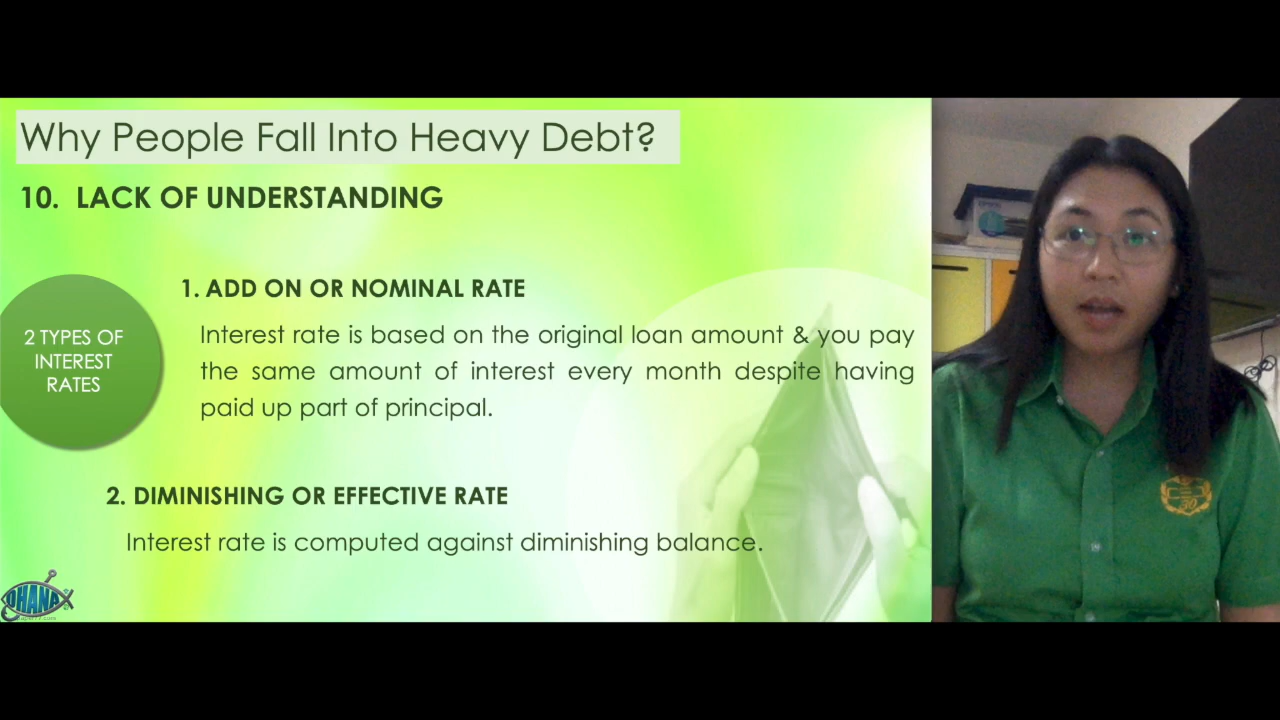 Why People Fall Into Heavy Debt?
10. LACK OF UNDERSTANDING
2 TYPES OF
INTEREST
RATES
1. ADD ON OR NOMINAL RATE
Interest rate is based on the original loan amount & you pay
the same amount of interest every month despite having
paid up part of principal.
2. DIMINISHING OR EFFECTIVE RATE
Interest rate is computed against diminishing balance.
OHANA
30